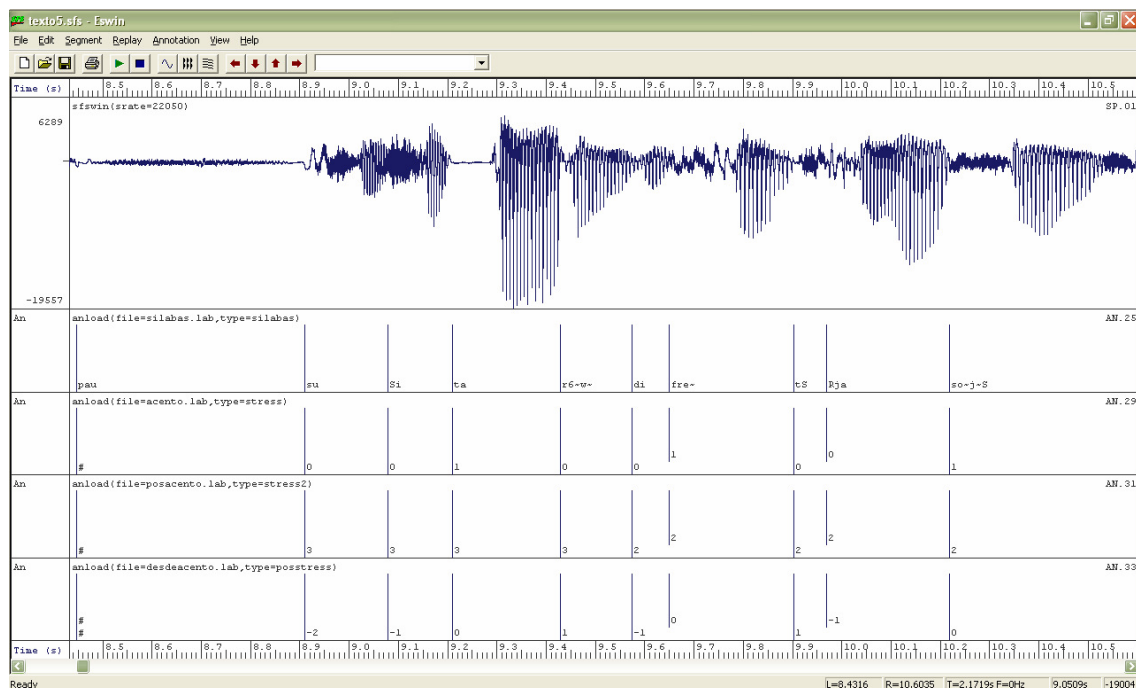 texto5.sfs - Eswin
File Edit Segment Replay Annotation View Help
Time (s) 8.5 8.6 8.7 8.8 8.9 9.0 9.1 9.2 9.3 9.4 9.5 9.6 9.7 9.8 9.9 10.0 10.1 10.2 10.3 10.4 10.5
sfswin(srate=22050) SP.01
6289
-19557
An anload(file=silabas.lab,type=silabas) AN.25
pau su Si ta r6~w~ di fre~ tS Rja so~j~S
An anload(file=acento.lab,type=stress) AN.29
1 0
# 0 0 1 0 0 0 1
An anload(file=posacento.lab,type=stress2) AN.31
2 2
# 3 3 3 3 2 2 2
An anload(file=desdeacento.lab,type=posstress) AN.33
# 0 -1
# -2 -1 0 1 -1 1 0
Time (s) 8.5 8.6 8.7 8.8 8.9 9.0 9.1 9.2 9.3 9.4 9.5 9.6 9.7 9.8 9.9 10.0 10.1 10.2 10.3 10.4 10.5
Ready L=8.4316 R=10.6035 T=2.1719s F=0Hz 9.0509s -19004